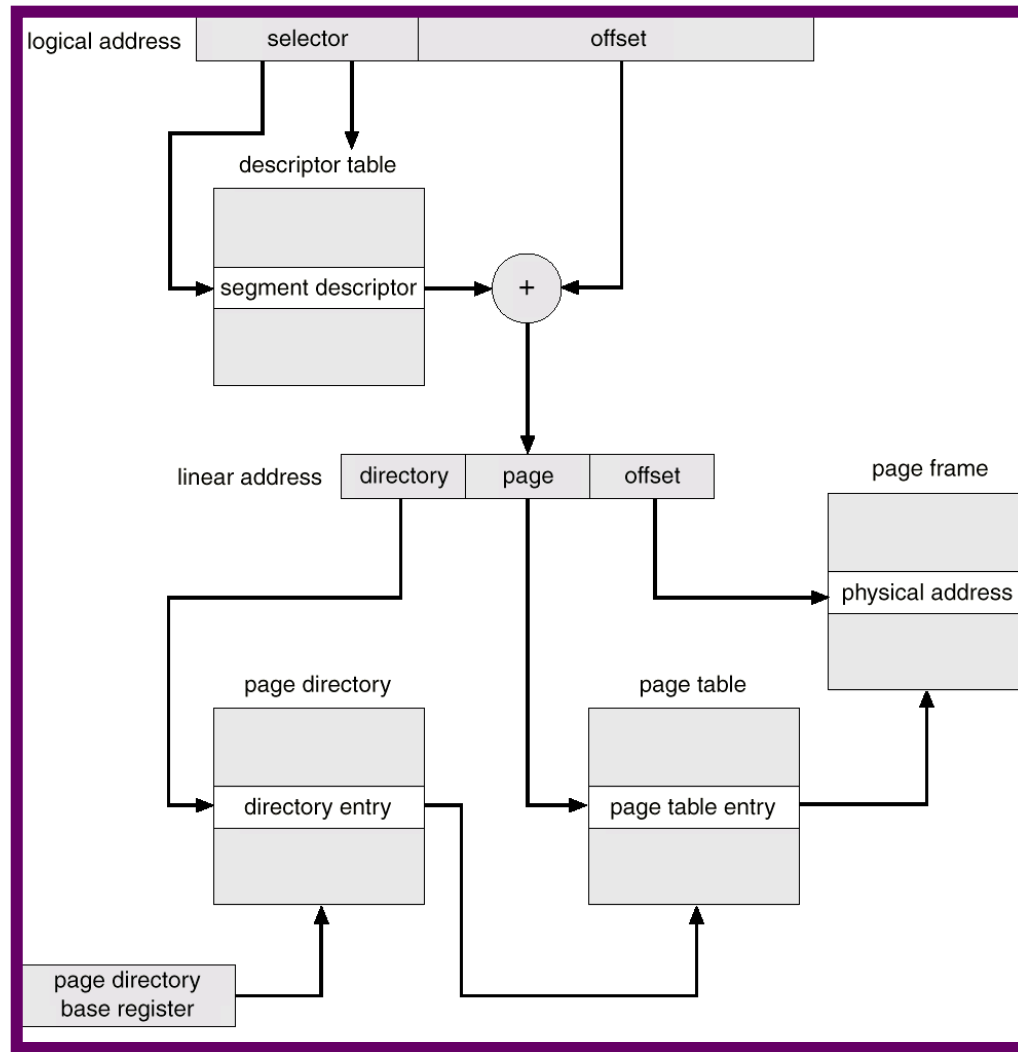 logical address
selector
offset
descriptor table
segment descriptor
+
linear address
directory
page
offset
page frame
physical address
page directory
page table
directory entry
page table entry
page directory
base register